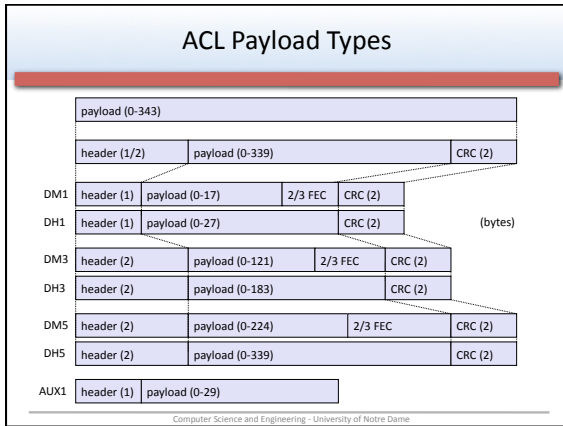 ACL Payload Types
payload (0-343)
header (1/2) payload (0-339) CRC (2)
DM1 header (1) payload (0-17) 2/3 FEC CRC (2)
DH1 header (1) payload (0-27) CRC (2) (bytes)
DM3 header (2) payload (0-121) 2/3 FEC CRC (2)
DH3 header (2) payload (0-183) CRC (2)
DM5 header (2) payload (0-224) 2/3 FEC CRC (2)
DH5 header (2) payload (0-339) CRC (2)
AUX1 header (1) payload (0-29)
Computer Science and Engineering - University of Notre Dame